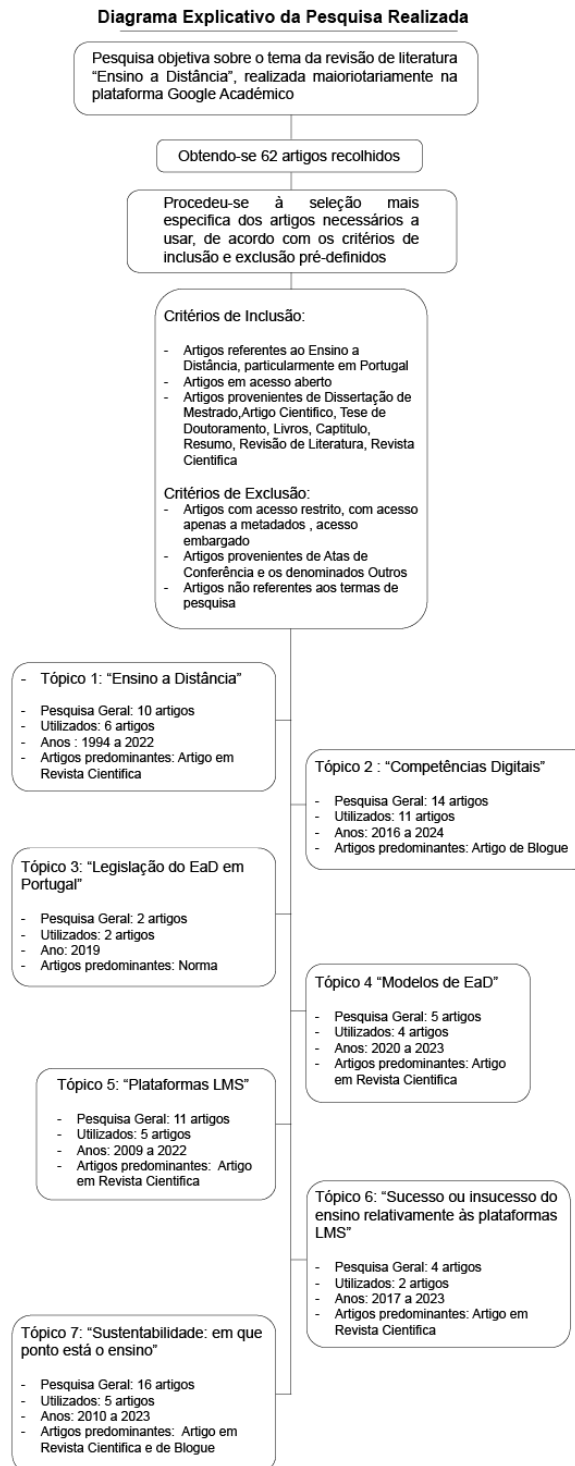 Diagrama Explicativo da Pesquisa Realizada
Pesquisa objetiva sobre o tema da revisão de literatura
“Ensino a Distância”, realizada maioriotariamente na
plataforma Google Académico
Obtendo-se 62 artigos recolhidos
Procedeu-se à seleção mais
especifica dos artigos necessários a
usar, de acordo com os critérios de
inclusão e exclusão pré-definidos
Critérios de Inclusão:
- Artigos referentes ao Ensino a
Distância, particularmente em Portugal
- Artigos em acesso aberto
- Artigos provenientes de Dissertação de
Mestrado,Artigo Cientifico, Tese de
Doutoramento, Livros, Captitulo,
Resumo, Revisão de Literatura, Revista
Cientifica
Critérios de Exclusão:
- Artigos com acesso restrito, com acesso
apenas a metadados , acesso
embargado
- Artigos provenientes de Atas de
Conferência e os denominados Outros
- Artigos não referentes aos termas de
pesquisa
- Tópico 1: “Ensino a Distância”
- Pesquisa Geral: 10 artigos
- Utilizados: 6 artigos
- Anos : 1994 a 2022
- Artigos predominantes: Artigo em
Revista Cientifica
Tópico 2 : “Competências Digitais”
- Pesquisa Geral: 14 artigos
- Utilizados: 11 artigos
- Anos: 2016 a 2024
- Artigos predominantes: Artigo de Blogue
Tópico 3: “Legislação do EaD em
Portugal”
- Pesquisa Geral: 2 artigos
- Utilizados: 2 artigos
- Ano: 2019
- Artigos predominantes: Norma
Tópico 4 “Modelos de EaD”
- Pesquisa Geral: 5 artigos
- Utilizados: 4 artigos
- Anos: 2020 a 2023
- Artigos predominantes: Artigo
em Revista Cientifica
Tópico 5: “Plataformas LMS”
- Pesquisa Geral: 11 artigos
- Utilizados: 5 artigos
- Anos: 2009 a 2022
- Artigos predominantes: Artigo
em Revista Cientifica
Tópico 6: “Sucesso ou insucesso do
ensino relativamente às plataformas
LMS”
- Pesquisa Geral: 4 artigos
- Utilizados: 2 artigos
- Anos: 2017 a 2023
- Artigos predominantes: Artigo em
Revista Cientifica
Tópico 7: “Sustentabilidade: em que
ponto está o ensino”
- Pesquisa Geral: 16 artigos
- Utilizados: 5 artigos
- Anos: 2010 a 2023
- Artigos predominantes: Artigo em
Revista Cientifica e de Blogue